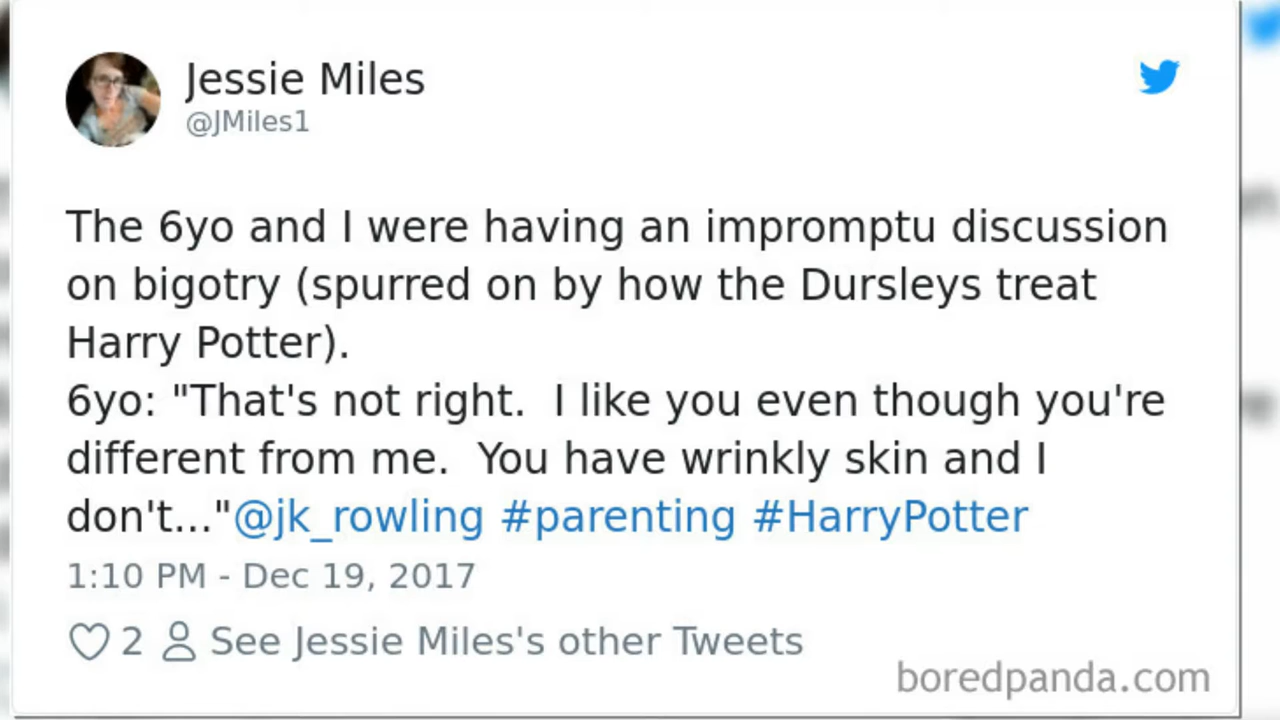 Jessie Miles
@JMiles1
The 6yo and I were having an impromptu discussion
on bigotry (spurred on by how the Dursleys treat
Harry Potter).
6yo: "That's not right.  I like you even though you're
different from me.  You have wrinkly skin and I
don't..."@jk_rowling #parenting #HarryPotter
1:10 PM - Dec 19, 2017
2 See Jessie Miles's other Tweets
boredpanda.com